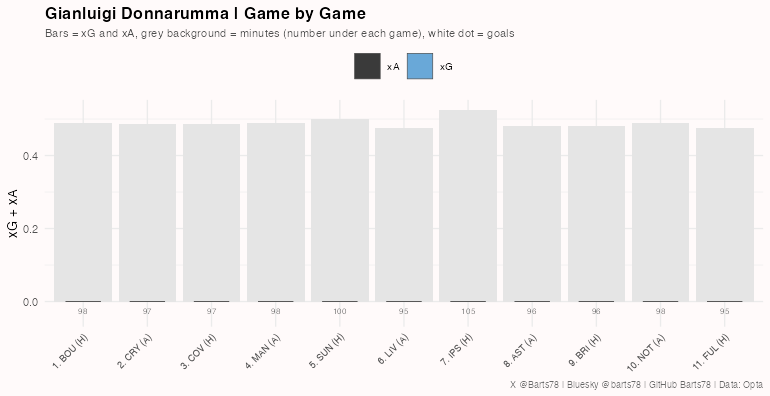 Gianluigi Donnarumma | Game by Game
Bars = xG and xA, grey background = minutes (number under each game), white dot = goals
xA xG
xG + xA
0.4
0.2
0.0
98 97 97 98 100 95 105 96 96 98 95
1. BOU (H) 2. CRY (A) 3. COV (H) 4. MAN (A) 5. SUN (H) 6. LIV (A) 7. IPS (H) 8. AST (A) 9. BRI (H) 10. NOT (A) 11. FUL (H)
X @Barts78 | Bluesky @barts78 | GitHub Barts78 | Data: Opta